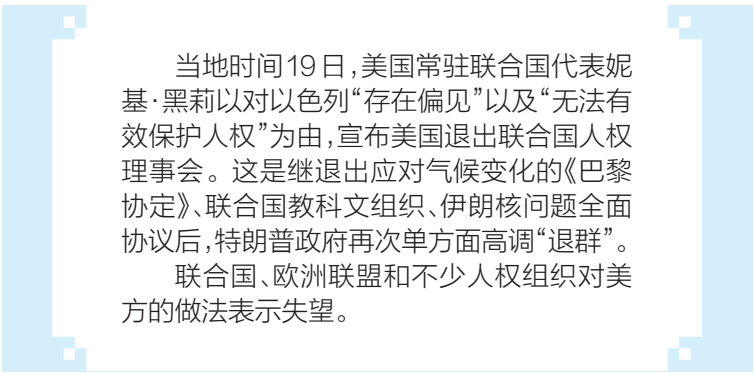 当地时间19日，美国常驻联合国代表妮
基·黑莉以对以色列“存在偏见”以及“无法有
效保护人权”为由，宣布美国退出联合国人权
理事会。这是继退出应对气候变化的《巴黎
协定》、联合国教科文组织、伊朗核问题全面
协议后，特朗普政府再次单方面高调“退群”。
联合国、欧洲联盟和不少人权组织对美
方的做法表示失望。